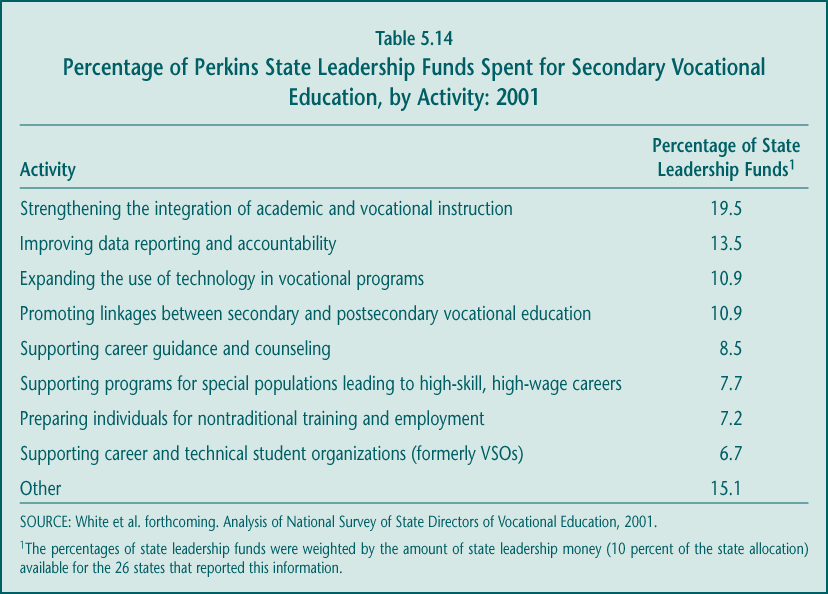 Table 5.14
Percentage of Perkins State Leadership Funds Spent for Secondary Vocational
Education, by Activity: 2001
Percentage of State
Activity Leadership Funds¹
Strengthening the integration of academic and vocational instruction 19.5
Improving data reporting and accountability 13.5
Expanding the use of technology in vocational programs 10.9
Promoting linkages between secondary and postsecondary vocational education 10.9
Supporting career guidance and counseling 8.5
Supporting programs for special populations leading to high-skill, high-wage careers 7.7
Preparing individuals for nontraditional training and employment 7.2
Supporting career and technical student organizations (formerly VSOs) 6.7
Other 15.1
SOURCE: White et al. forthcoming. Analysis of National Survey of State Directors of Vocational Education, 2001.
¹The percentages of state leadership funds were weighted by the amount of state leadership money (10 percent of the state allocation)
available for the 26 states that reported this information.